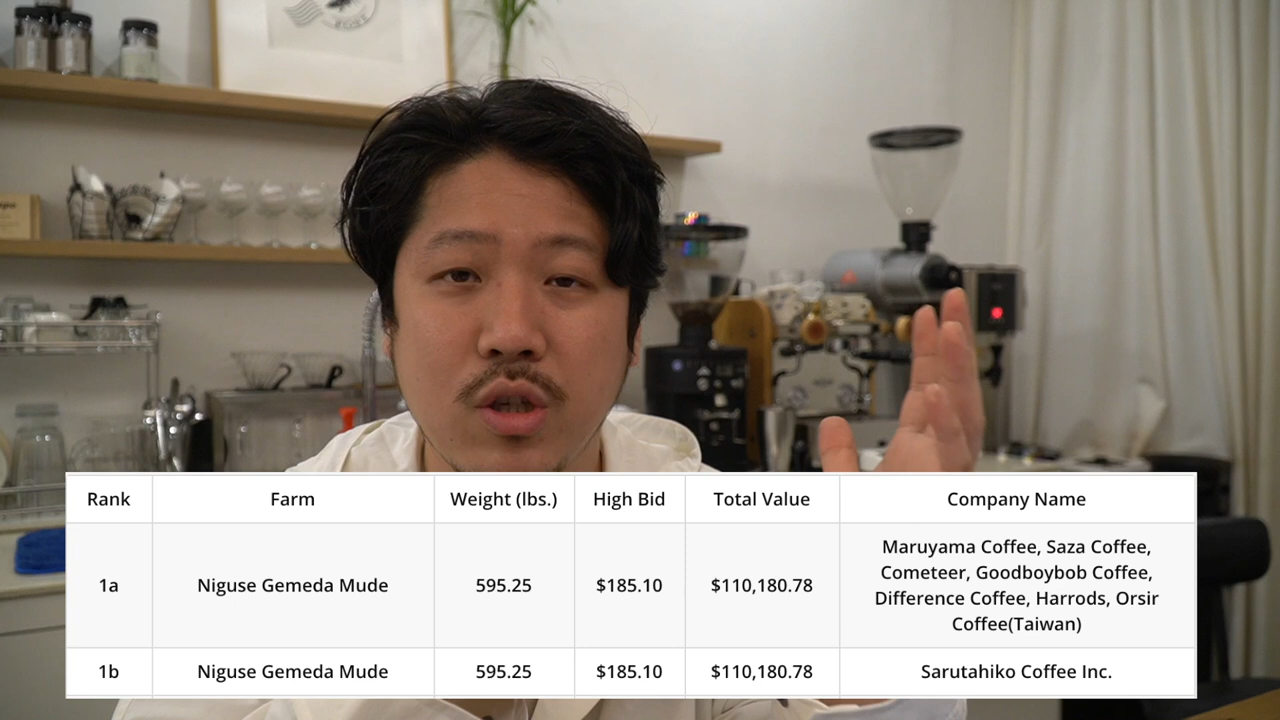 Rank Farm Weight (lbs.) High Bid Total Value Company Name
1a Niguse Gemeda Mude 595.25 $185.10 $110,180.78 Maruyama Coffee, Saza Coffee,
Cometeer, Goodboybob Coffee,
Difference Coffee, Harrods, Orsir
Coffee(Taiwan)
1b Niguse Gemeda Mude 595.25 $185.10 $110,180.78 Sarutahiko Coffee Inc.